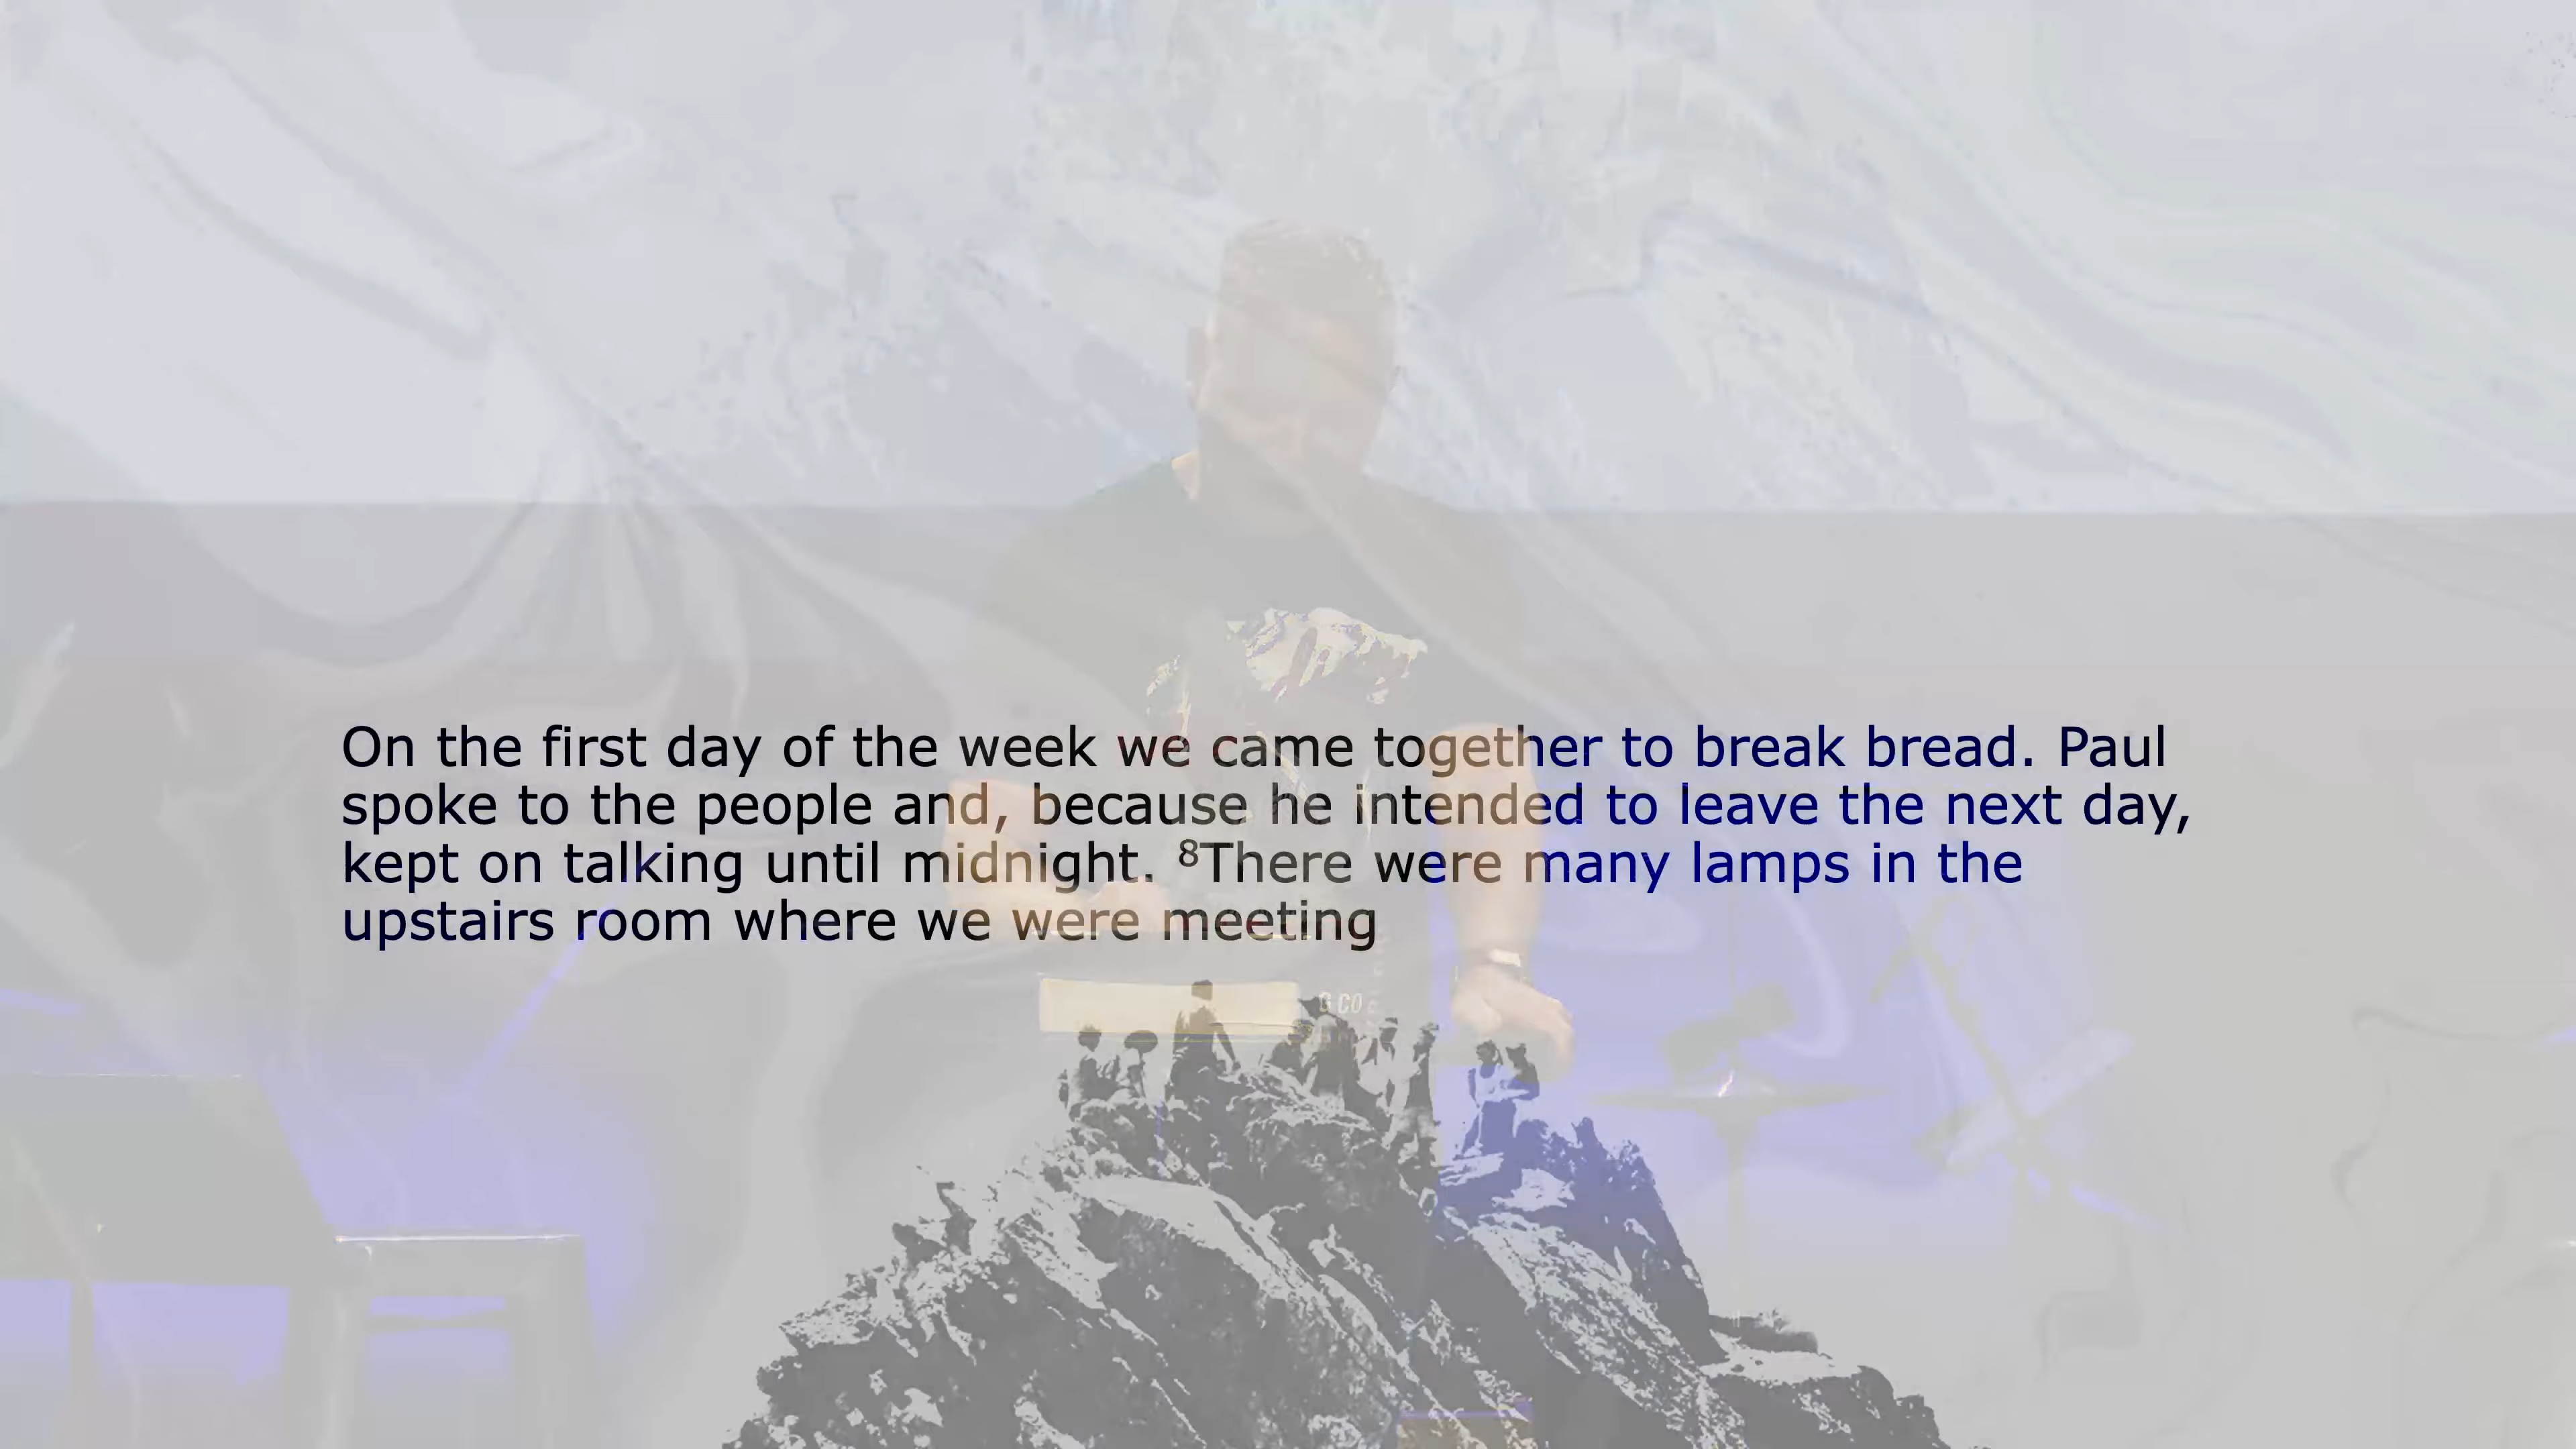 On the first day of the week we came together to break bread. Paul
spoke to the people and, because he intended to leave the next day,
kept on talking until midnight. ⁸There were many lamps in the
upstairs room where we were meeting
G CO